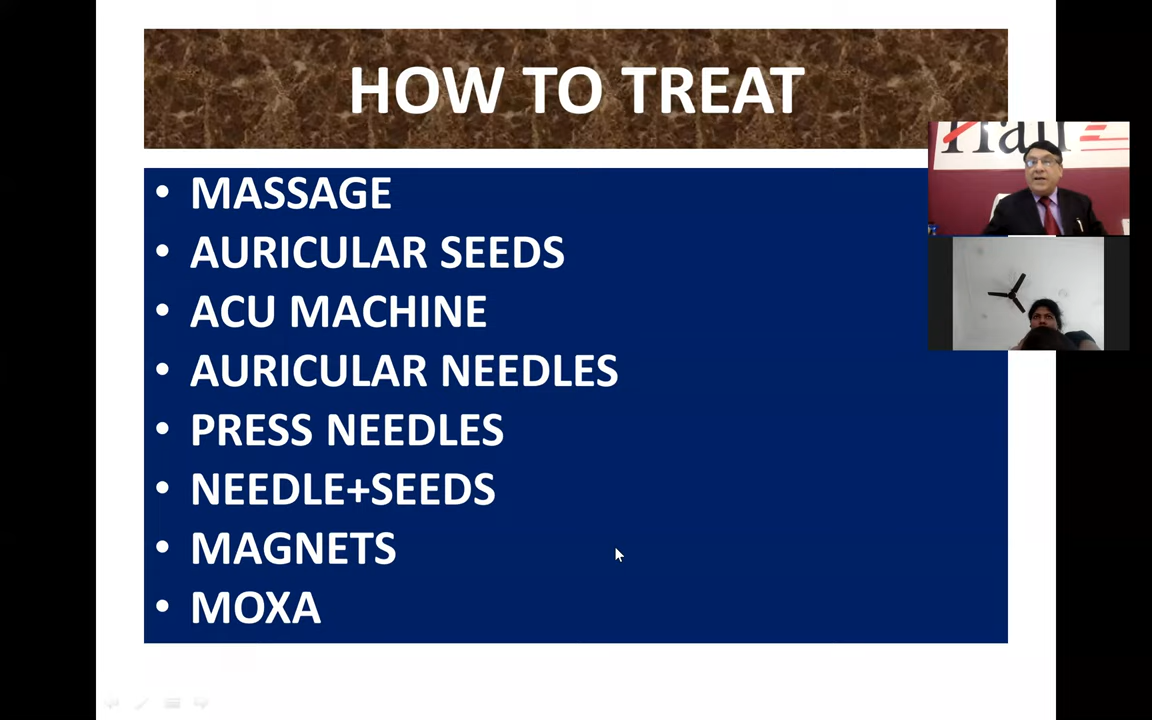 HOW TO TREAT
• MASSAGE
• AURICULAR SEEDS
• ACU MACHINE
• AURICULAR NEEDLES
• PRESS NEEDLES
• NEEDLE+SEEDS
• MAGNETS
• MOXA